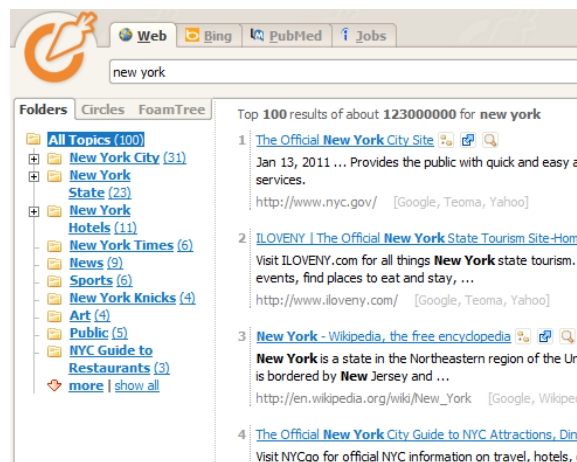 Web Bing PubMed Jobs
new york
Folders Circles FoamTree
All Topics (100)
New York City (31)
New York
State (23)
New York
Hotels (11)
New York Times (6)
News (9)
Sports (6)
New York Knicks (4)
Art (4)
Public (5)
NYC Guide to
Restaurants (3)
more | show all
Top 100 results of about 123000000 for new york
1 The Official New York City Site
Jan 13, 2011 ... Provides the public with quick and easy a
services.
http://www.nyc.gov/ [Google, Teoma, Yahoo]
2 ILOVENY | The Official New York State Tourism Site-Hom
Visit ILOVENY.com for all things New York state tourism.
events, find places to eat and stay, ...
http://www.iloveny.com/ [Google, Teoma, Yahoo]
3 New York - Wikipedia, the free encyclopedia
New York is a state in the Northeastern region of the Un
is bordered by New Jersey and ...
http://en.wikipedia.org/wiki/New_York [Google, Wikipe
4 The Official New York City Guide to NYC Attractions, Din
Visit NYCgo for official NYC information on travel, hotels,